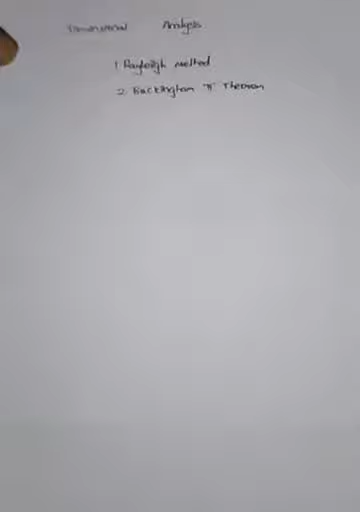 Dimensional Analysis
1. Rayleigh Method
2. Buckingham π Theorem